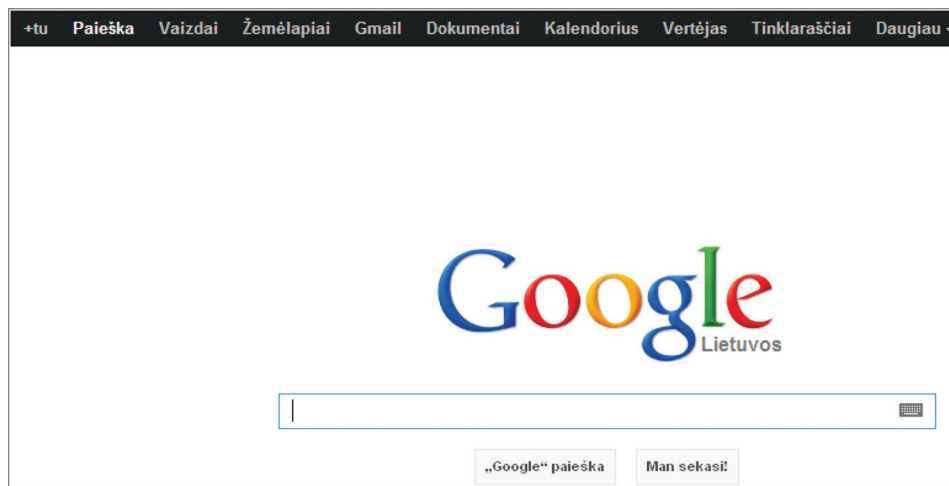 +tu Paieška Vaizdai Žemėlapiai Gmail Dokumentai Kalendorius Vertėjas Tinklaraščiai Daugiau
Google
Lietuvos
„Google“ paieška Man sekasi!